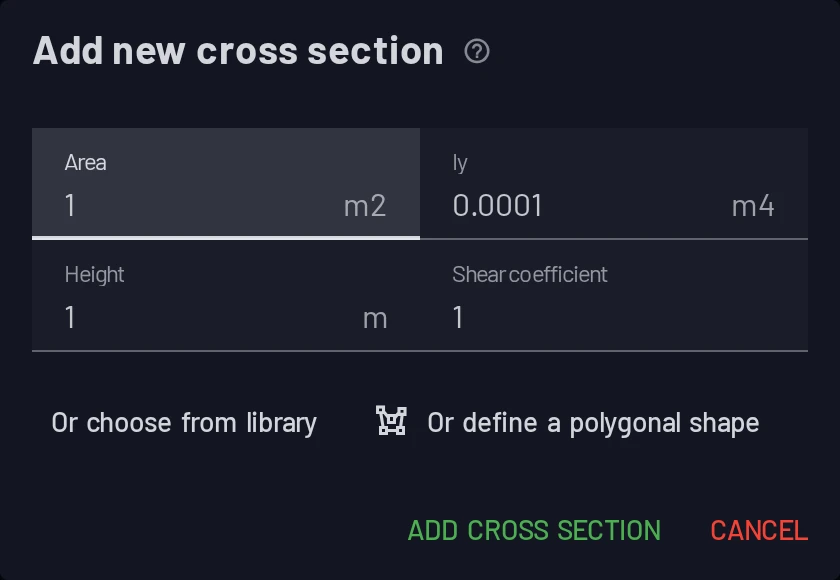 Add new cross section ?
Area
1 m2
Iy
0.0001 m4
Height
1 m
Shear coefficient
1
Or choose from library
Or define a polygonal shape
ADD CROSS SECTION
CANCEL